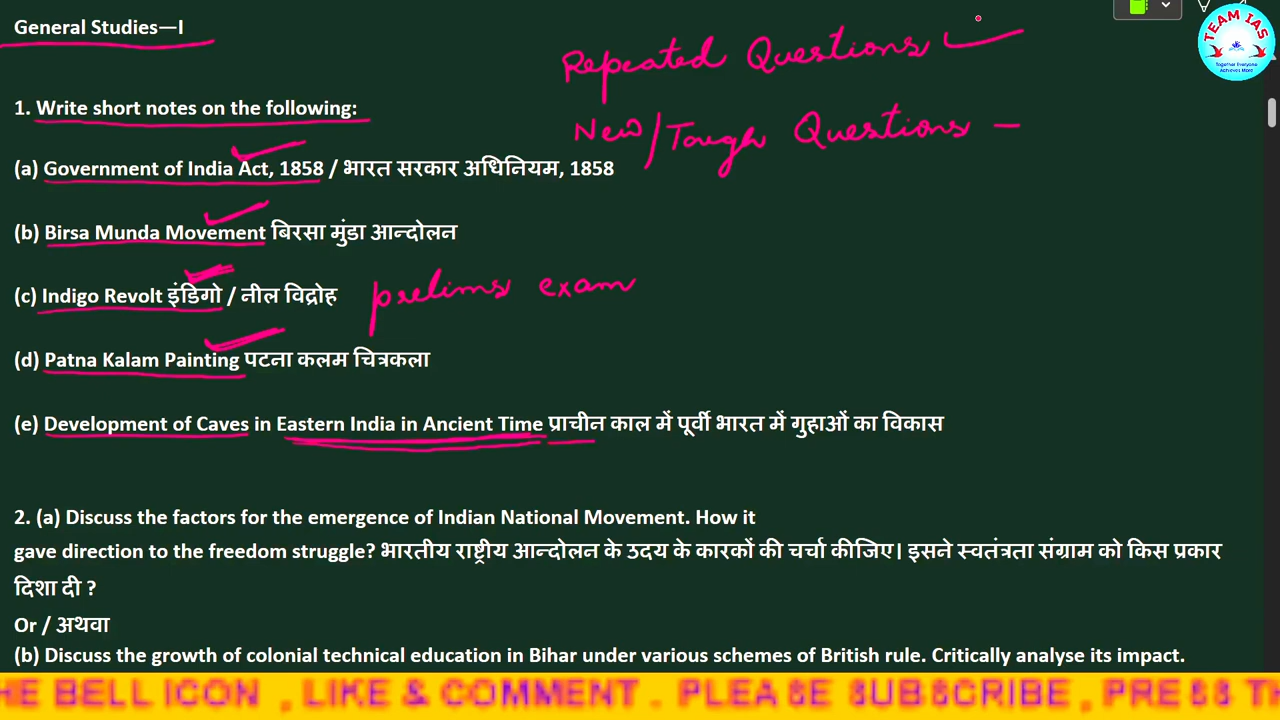 General Studies—I
TEAM IAS
Together Everyone
Achieves More
Repeated Questions
1. Write short notes on the following:
New/Tough Questions –
(a) Government of India Act, 1858 / भारत सरकार अधिनियम, 1858
(b) Birsa Munda Movement बिरसा मुंडा आन्दोलन
(c) Indigo Revolt इंडिगो / नील विद्रोह
prelims exam
(d) Patna Kalam Painting पटना कलम चित्रकला
(e) Development of Caves in Eastern India in Ancient Time प्राचीन काल में पूर्वी भारत में गुहाओं का विकास
2. (a) Discuss the factors for the emergence of Indian National Movement. How it
gave direction to the freedom struggle? भारतीय राष्ट्रीय आन्दोलन के उदय के कारकों की चर्चा कीजिए। इसने स्वतंत्रता संग्राम को किस प्रकार
दिशा दी ?
Or / अथवा
(b) Discuss the growth of colonial technical education in Bihar under various schemes of British rule. Critically analyse its impact.
HE BELL ICON , LIKE & COMMENT . PLEASE SUBSCRIBE , PRESS TH